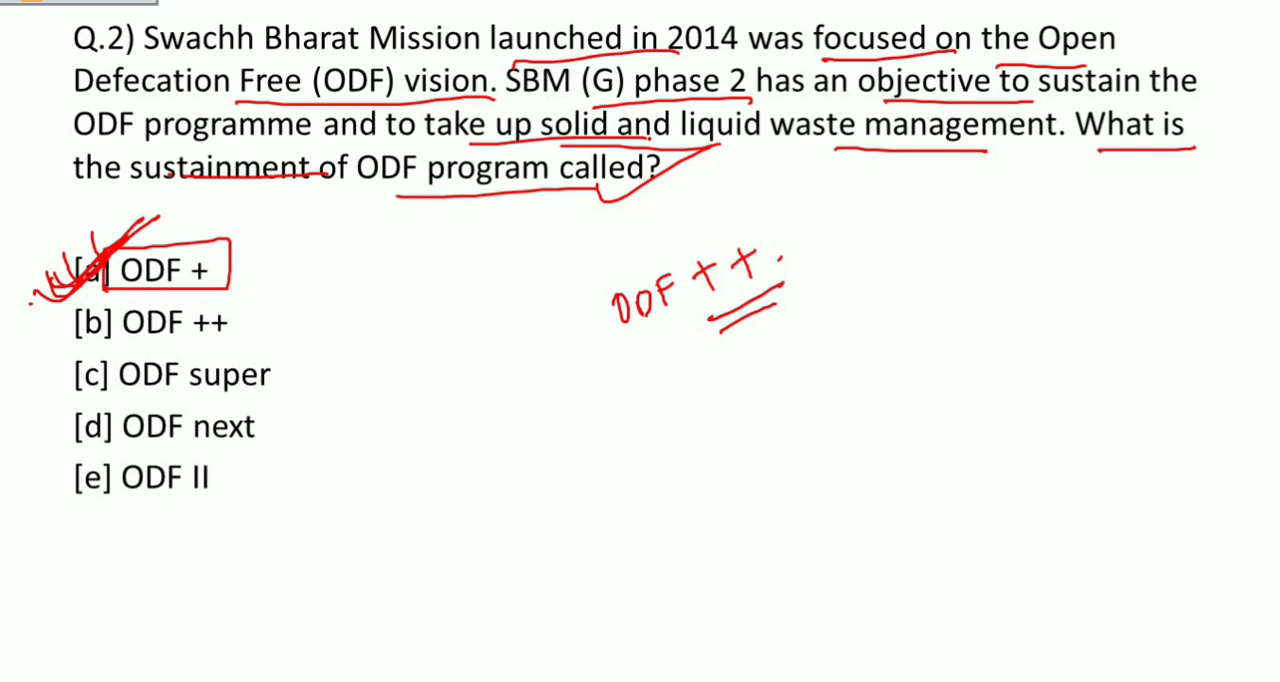 Q.2) Swachh Bharat Mission launched in 2014 was focused on the Open
Defecation Free (ODF) vision. SBM (G) phase 2 has an objective to sustain the
ODF programme and to take up solid and liquid waste management. What is
the sustainment of ODF program called?
[a] ODF +
ODF ++.
[b] ODF ++
[c] ODF super
[d] ODF next
[e] ODF II